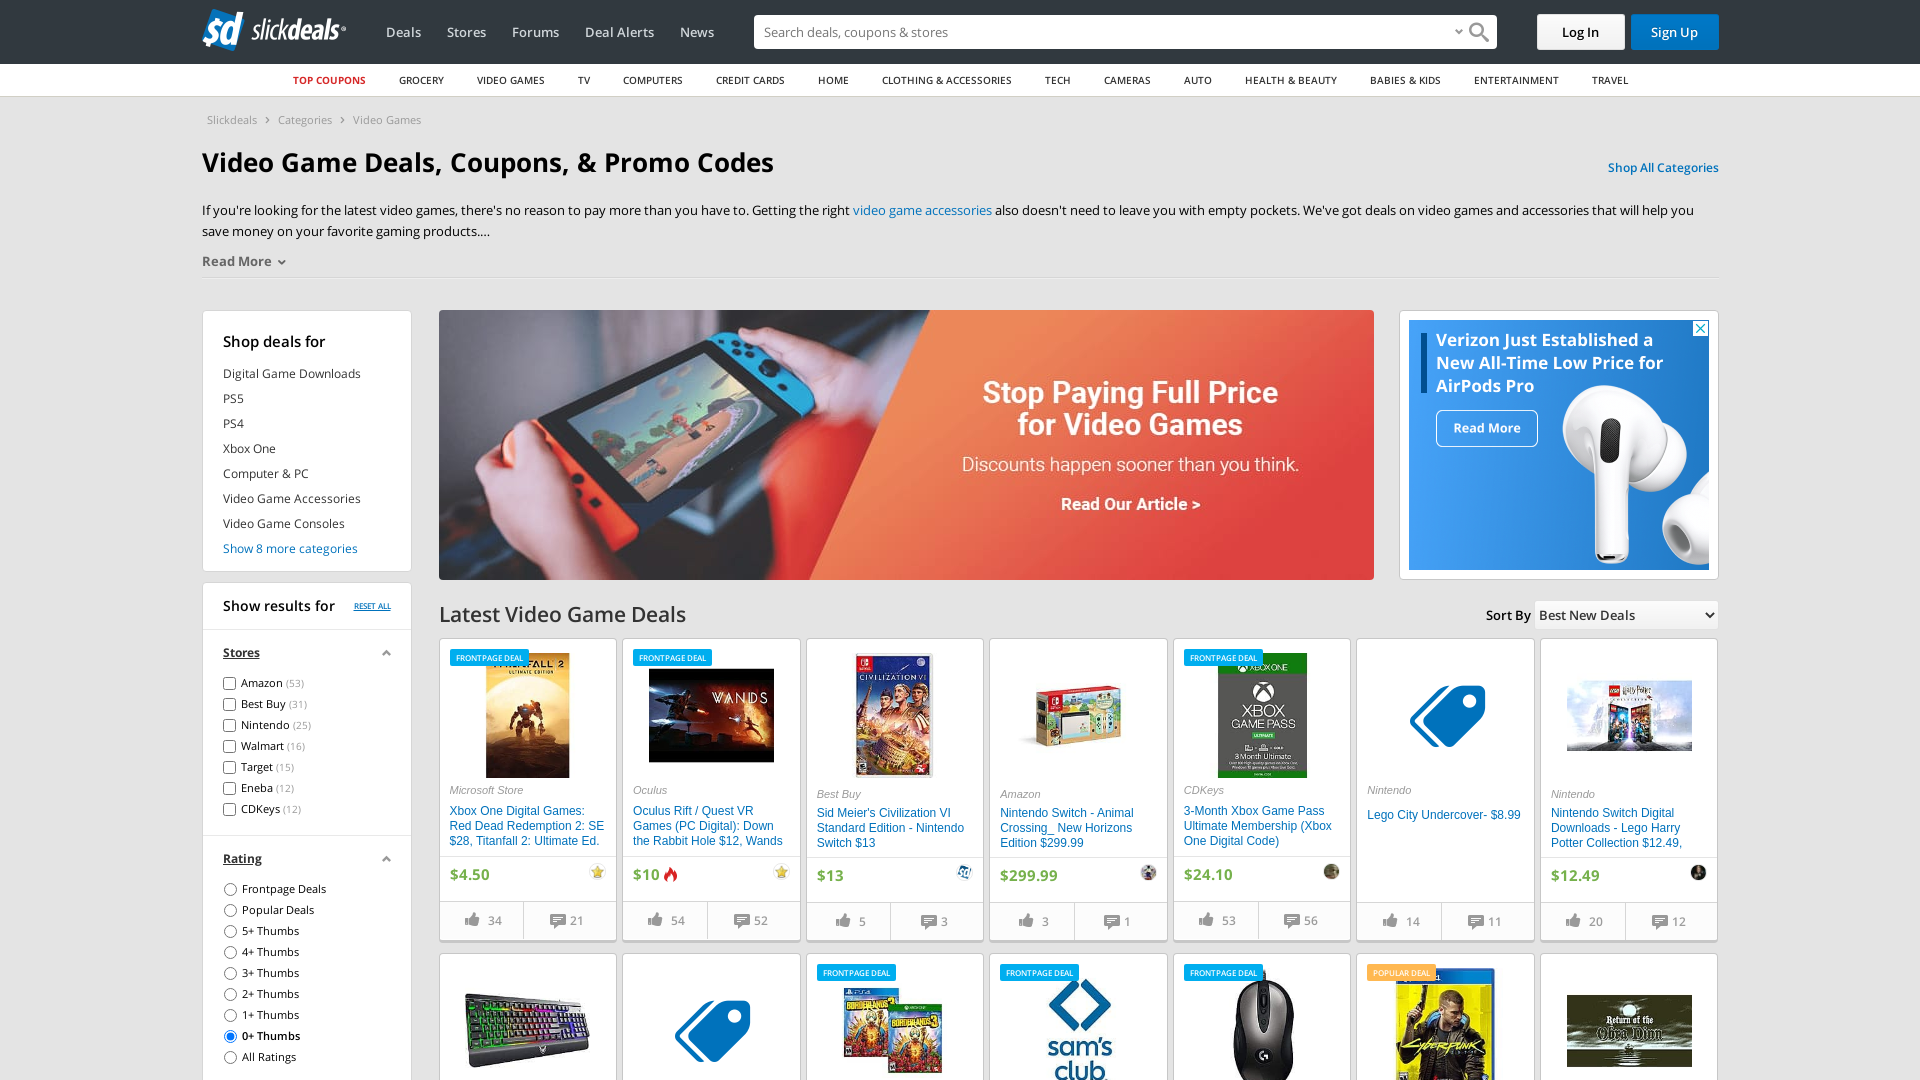 slickdeals
Deals
Stores
Forums
Deal Alerts
News
Search deals, coupons & stores
Log In
Sign Up
TOP COUPONS
GROCERY
VIDEO GAMES
TV
COMPUTERS
CREDIT CARDS
HOME
CLOTHING & ACCESSORIES
TECH
CAMERAS
AUTO
HEALTH & BEAUTY
BABIES & KIDS
ENTERTAINMENT
TRAVEL
Slickdeals > Categories > Video Games
Video Game Deals, Coupons, & Promo Codes
Shop All Categories
If you're looking for the latest video games, there's no reason to pay more than you have to. Getting the right video game accessories also doesn't need to leave you with empty pockets. We've got deals on video games and accessories that will help you
save money on your favorite gaming products....
Read More
Shop deals for
Digital Game Downloads
PS5
PS4
Xbox One
Computer & PC
Video Game Accessories
Video Game Consoles
Show 8 more categories
Show results for
RESET ALL
Stores
Amazon (53)
Best Buy (31)
Nintendo (25)
Walmart (16)
Target (15)
Eneba (12)
CDKeys (12)
Rating
Frontpage Deals
Popular Deals
5+ Thumbs
4+ Thumbs
3+ Thumbs
2+ Thumbs
1+ Thumbs
0+ Thumbs
All Ratings
Stop Paying Full Price
for Video Games
Discounts happen sooner than you think.
Read Our Article >
Verizon Just Established a
New All-Time Low Price for
AirPods Pro
Read More
Latest Video Game Deals
Sort By
Best New Deals
FRONTPAGE DEAL
ULTIMATE EDITION
Microsoft Store
Xbox One Digital Games:
Red Dead Redemption 2: SE
$28, Titanfall 2: Ultimate Ed.
$4.50
34
21
FRONTPAGE DEAL
WANDS
Oculus
Oculus Rift / Quest VR
Games (PC Digital): Down
the Rabbit Hole $12, Wands
$10
54
52
CIVILIZATION VI
Best Buy
Sid Meier's Civilization VI
Standard Edition - Nintendo
Switch $13
$13
5
3
Amazon
Nintendo Switch - Animal
Crossing_ New Horizons
Edition $299.99
$299.99
3
1
FRONTPAGE DEAL
XBOX ONE
XBOX
GAME PASS
ULTIMATE
3 Month Ultimate
CDKeys
3-Month Xbox Game Pass
Ultimate Membership (Xbox
One Digital Code)
$24.10
53
56
Nintendo
Lego City Undercover- $8.99
14
11
Harry Potter
Nintendo
Nintendo Switch Digital
Downloads - Lego Harry
Potter Collection $12.49,
$12.49
20
12
FRONTPAGE DEAL
BORDERLANDS 3
BORDERLANDS 3
FRONTPAGE DEAL
sam's
club
FRONTPAGE DEAL
POPULAR DEAL
Cyberpunk
Return of the
Obra Dinn